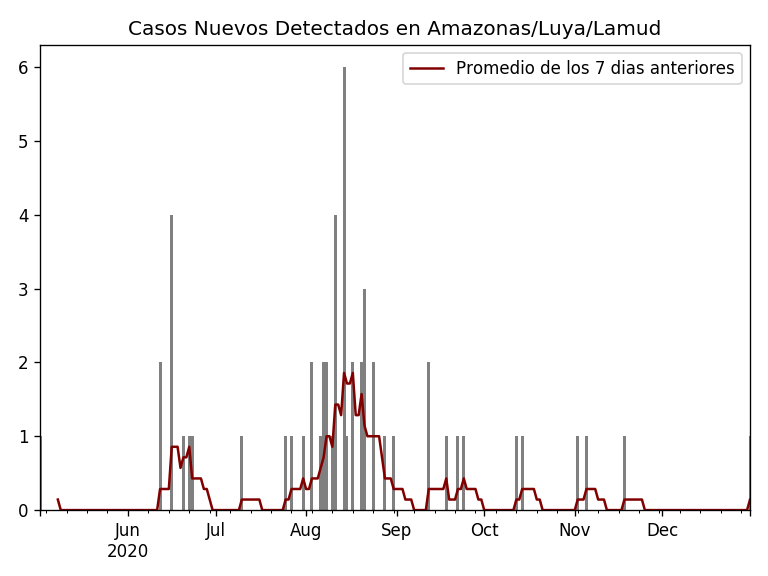 Casos Nuevos Detectados en Amazonas/Luya/Lamud
Promedio de los 7 dias anteriores
6
5
4
3
2
1
0
Jun Jul Aug Sep Oct Nov Dec
2020